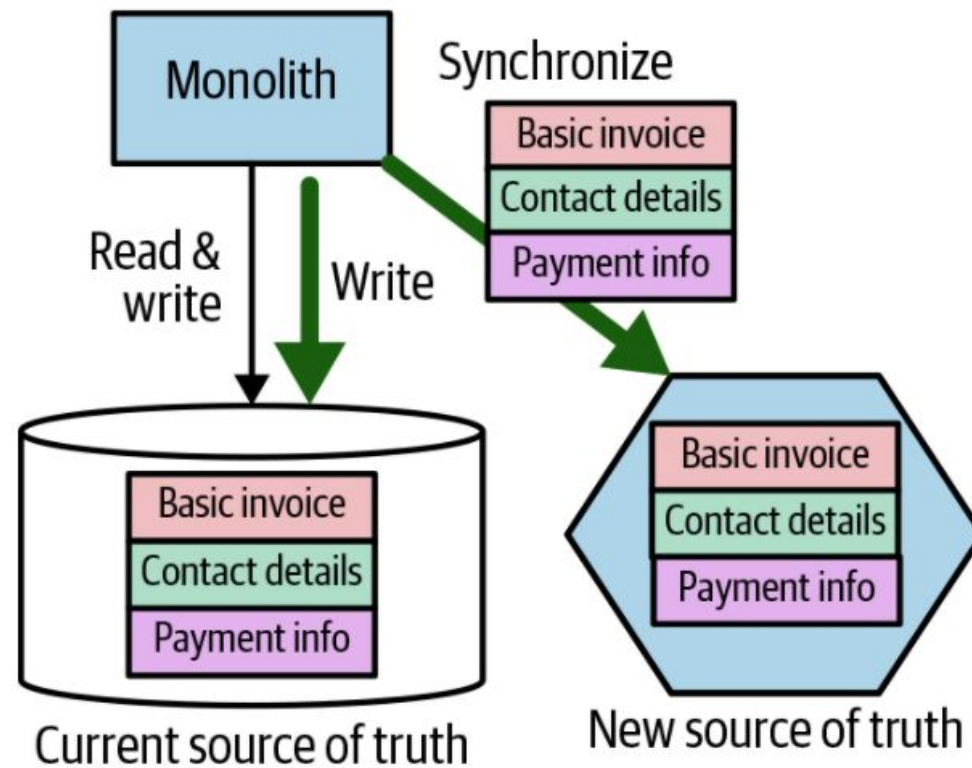 Monolith
Synchronize
Basic invoice
Contact details
Payment info
Read &
write
Write
Basic invoice
Contact details
Payment info
Current source of truth
Basic invoice
Contact details
Payment info
New source of truth